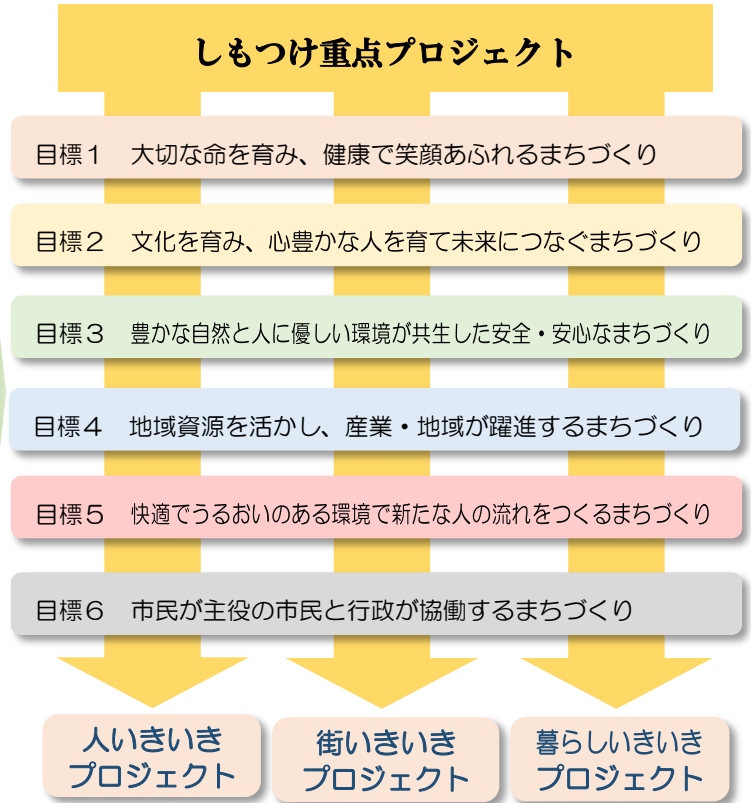 しもつけ重点プロジェクト
目標1　大切な命を育み、健康で笑顔あふれるまちづくり
目標2　文化を育み、心豊かな人を育て未来につなぐまちづくり
目標3　豊かな自然と人に優しい環境が共生した安全・安心なまちづくり
目標4　地域資源を活かし、産業・地域が躍進するまちづくり
目標5　快適でうるおいのある環境で新たな人の流れをつくるまちづくり
目標6　市民が主役の市民と行政が協働するまちづくり
人いきいき
プロジェクト
街いきいき
プロジェクト
暮らしいきいき
プロジェクト